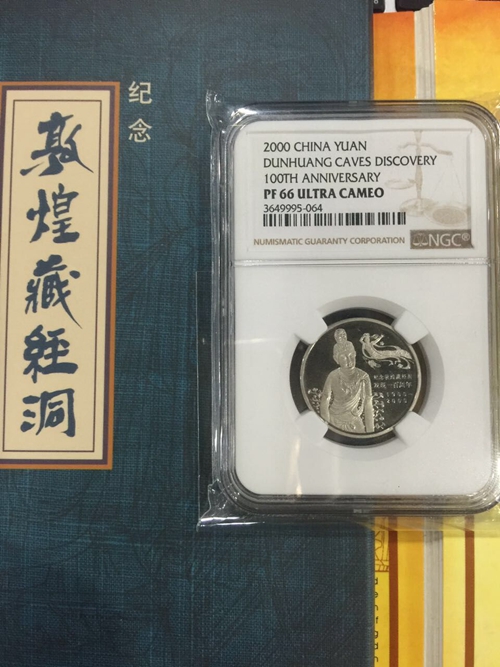 纪念
敦煌藏经洞
2000 CHINA YUAN
DUNHUANG CAVES DISCOVERY
100TH ANNIVERSARY
PF 66 ULTRA CAMEO
3649995-064
NUMISMATIC GUARANTY CORPORATION
NGC®